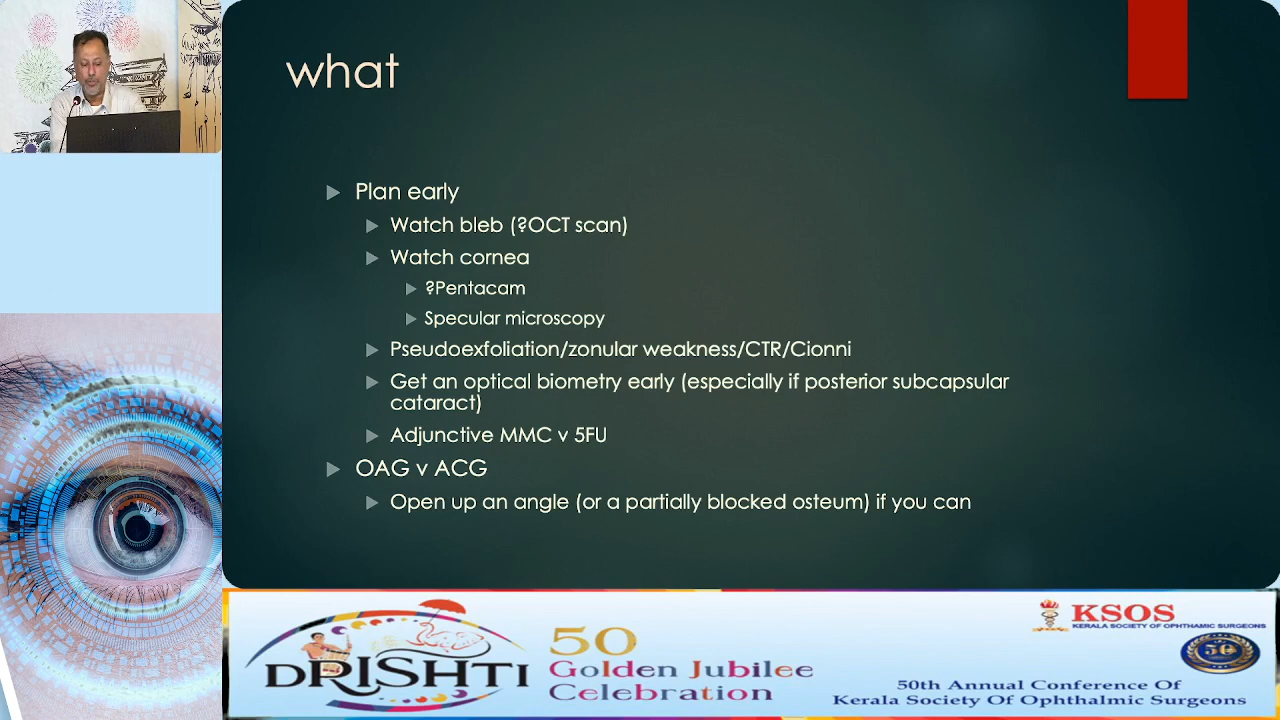 what
Plan early
Watch bleb (?OCT scan)
Watch cornea
?Pentacam
Specular microscopy
Pseudoexfoliation/zonular weakness/CTR/Cionni
Get an optical biometry early (especially if posterior subcapsular
cataract)
Adjunctive MMC v 5FU
OAG v ACG
Open up an angle (or a partially blocked osteum) if you can
DRISHTI
50
Golden Jubilee
Celebration
KSOS
KERALA SOCIETY OF OPHTHAMIC SURGEONS
50
50th Annual Conference Of
Kerala Society Of Ophthalmic Surgeons